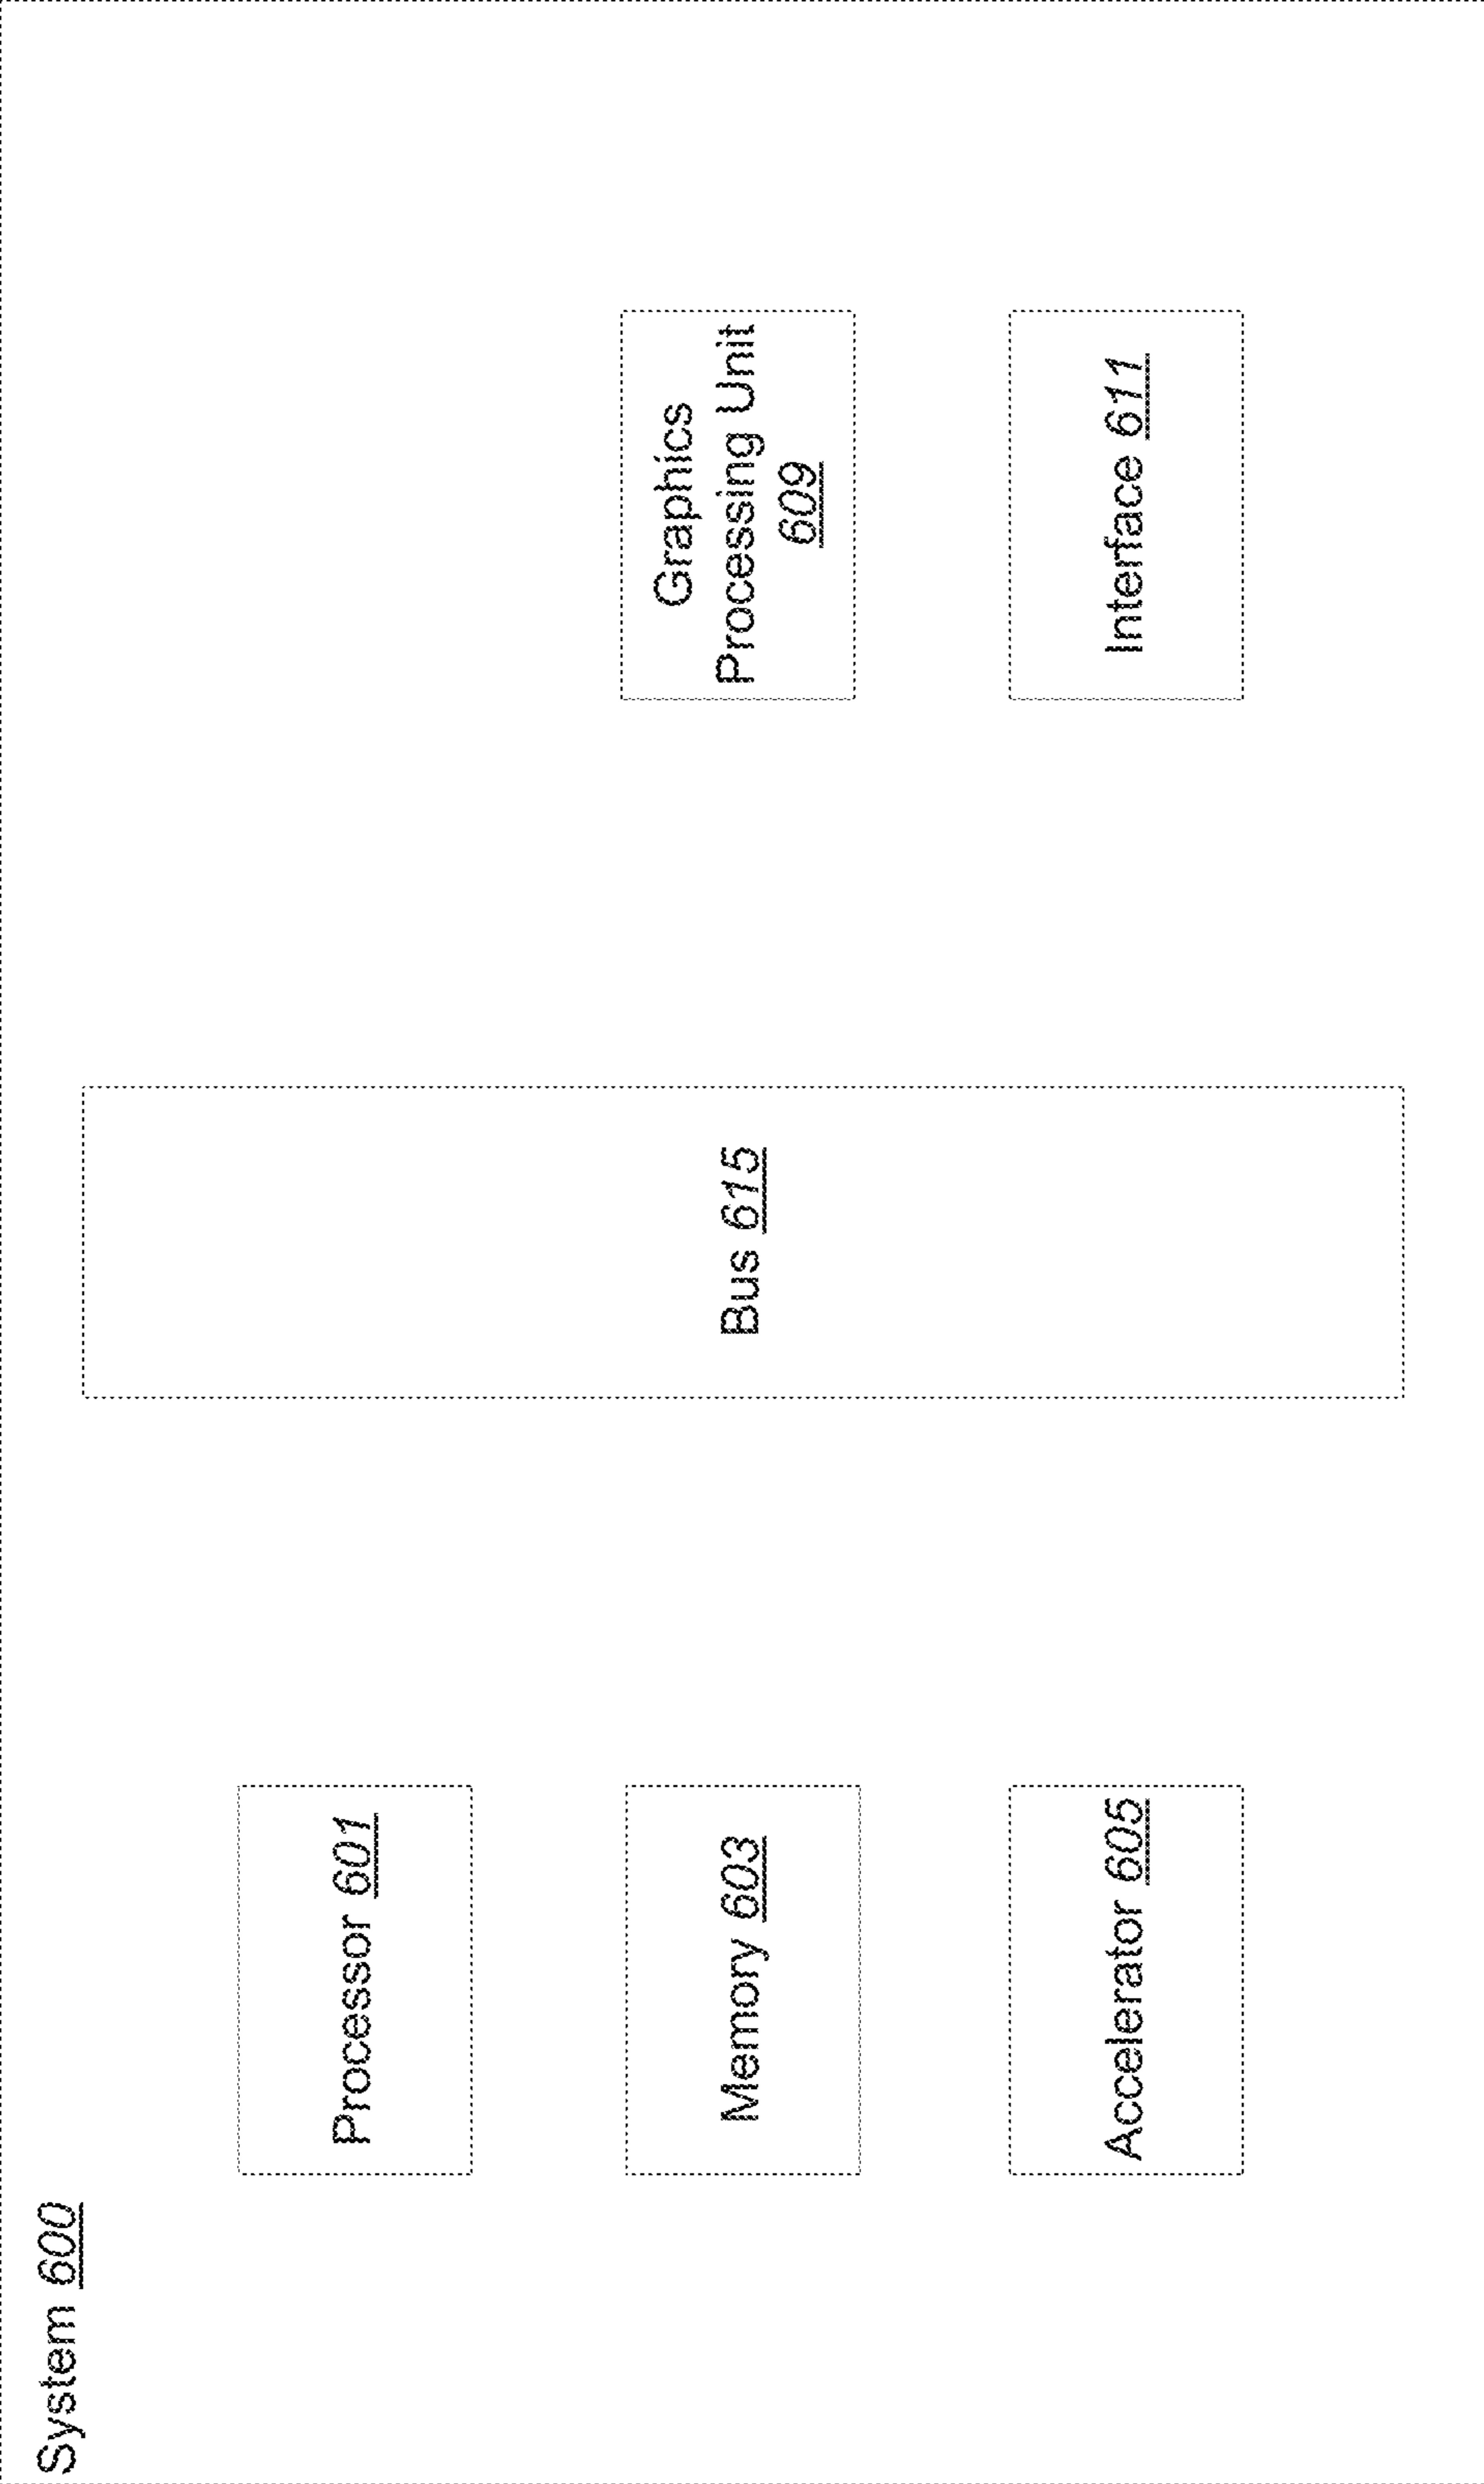 System 600
Processor 601
Memory 603
Accelerator 605
Bus 615
Graphics
Processing Unit
609
Interface 611